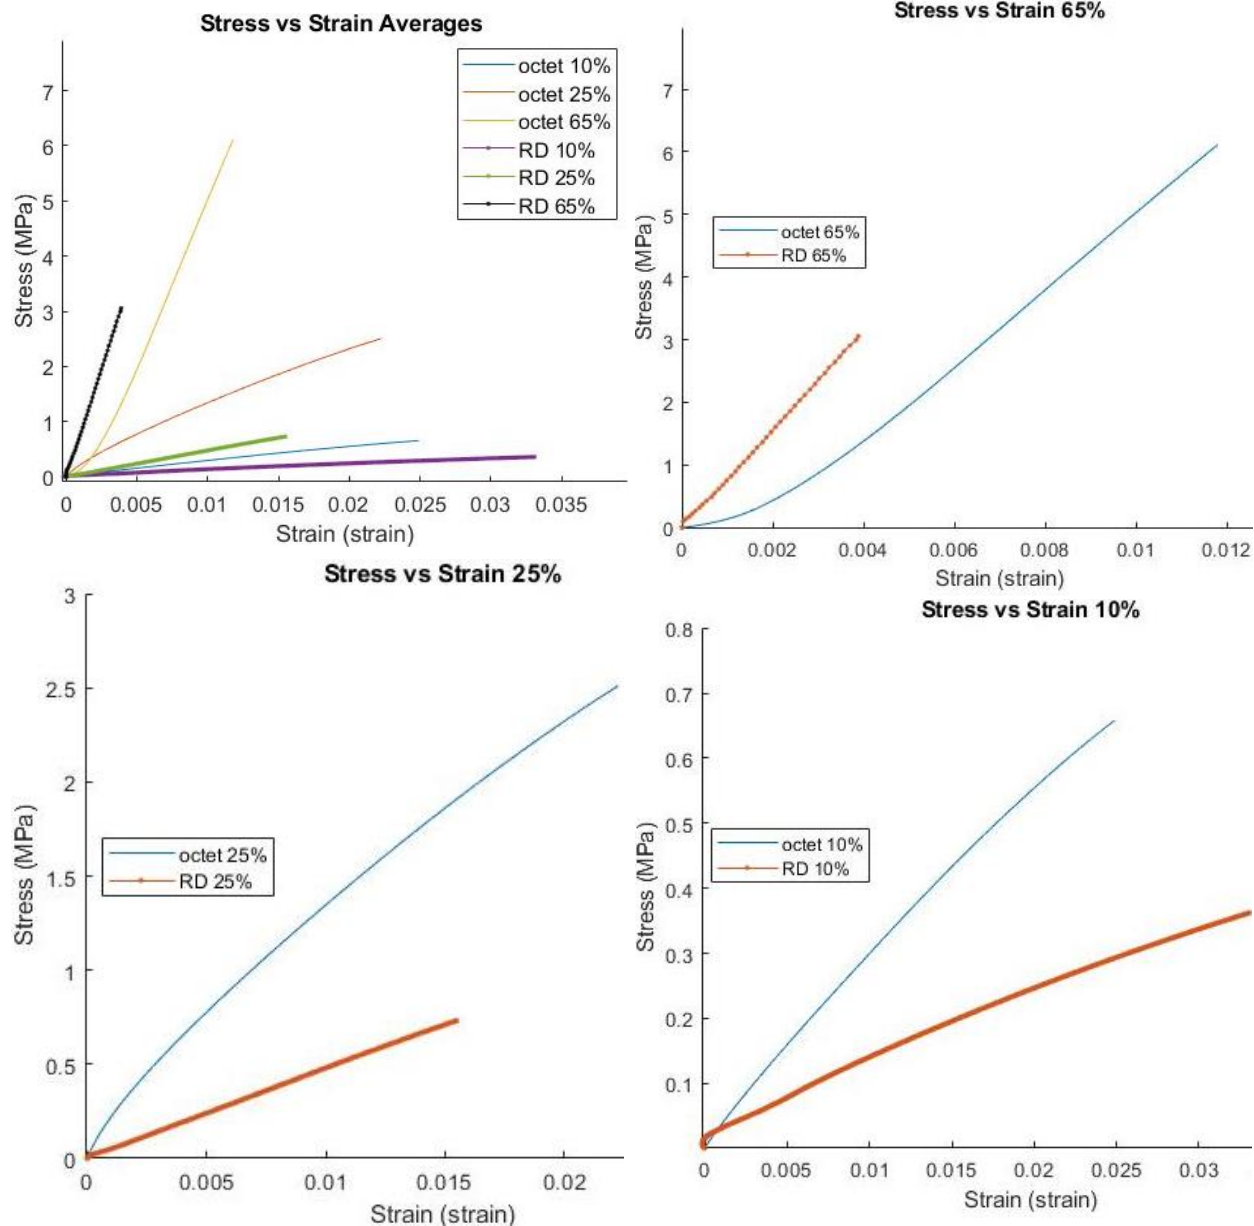 Stress vs Strain Averages
octet 10%
octet 25%
octet 65%
RD 10%
RD 25%
RD 65%
Stress (MPa)
7
6
5
4
3
2
1
0
0 0.005 0.01 0.015 0.02 0.025 0.03 0.035
Strain (strain)
Stress vs Strain 65%
octet 65%
RD 65%
Stress (MPa)
7
6
5
4
3
2
1
0
0 0.002 0.004 0.006 0.008 0.01 0.012
Strain (strain)
Stress vs Strain 25%
octet 25%
RD 25%
Stress (MPa)
3
2.5
2
1.5
1
0.5
0
0 0.005 0.01 0.015 0.02
Strain (strain)
Stress vs Strain 10%
octet 10%
RD 10%
Stress (MPa)
0.8
0.7
0.6
0.5
0.4
0.3
0.2
0.1
0 0.005 0.01 0.015 0.02 0.025 0.03
Strain (strain)